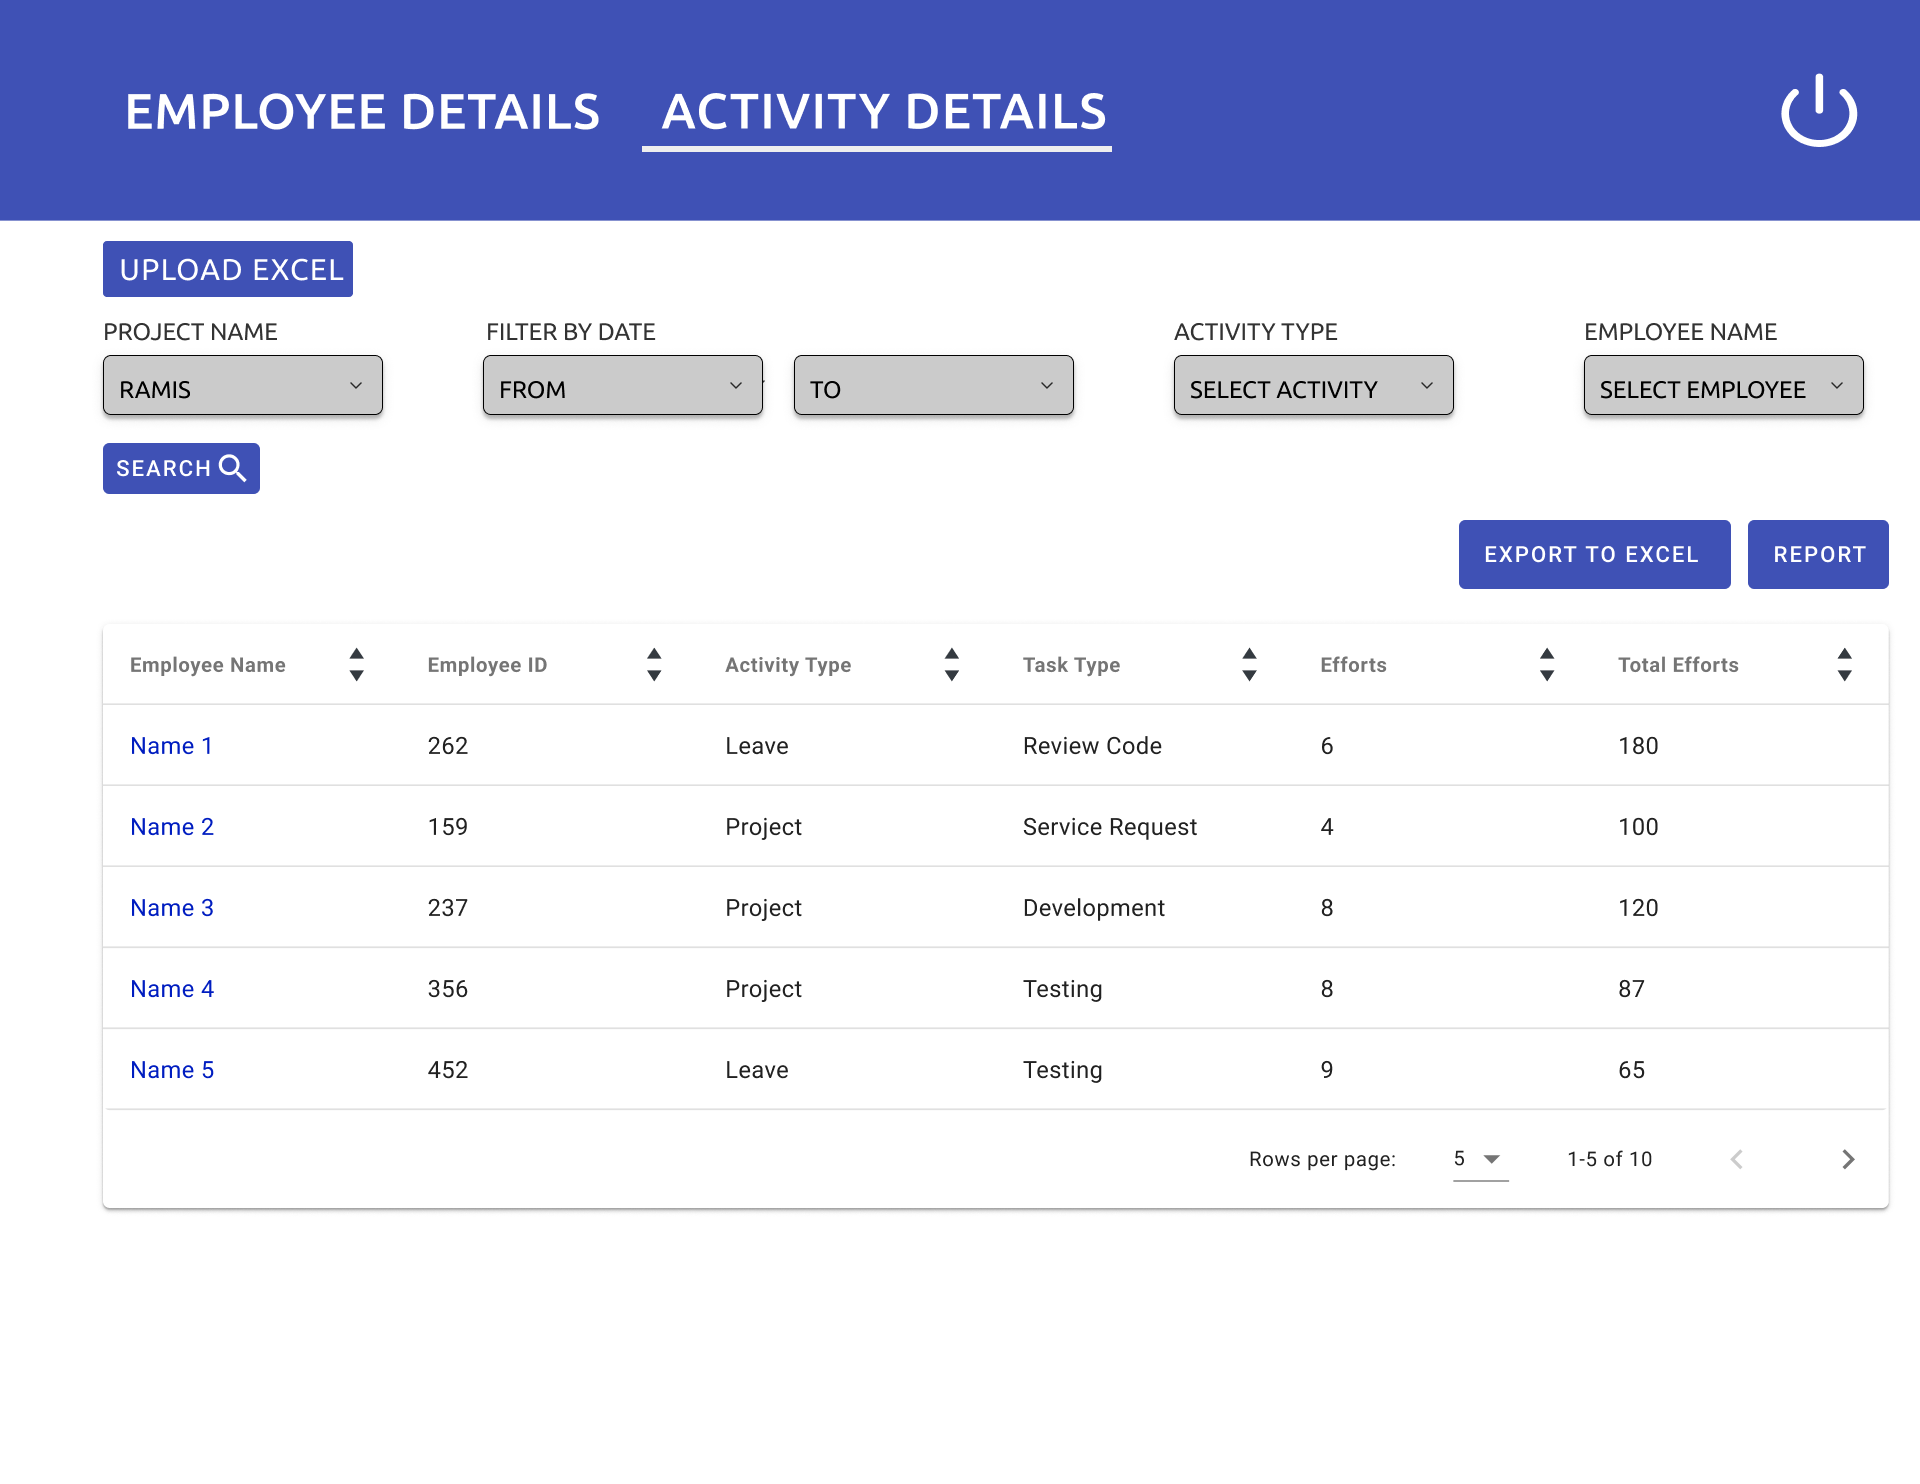 EMPLOYEE DETAILS ACTIVITY DETAILS
UPLOAD EXCEL
PROJECT NAME FILTER BY DATE ACTIVITY TYPE EMPLOYEE NAME
RAMIS FROM TO SELECT ACTIVITY SELECT EMPLOYEE
SEARCH
EXPORT TO EXCEL REPORT
Employee Name Employee ID Activity Type Task Type Efforts Total Efforts
Name 1 262 Leave Review Code 6 180
Name 2 159 Project Service Request 4 100
Name 3 237 Project Development 8 120
Name 4 356 Project Testing 8 87
Name 5 452 Leave Testing 9 65
Rows per page: 5 1-5 of 10